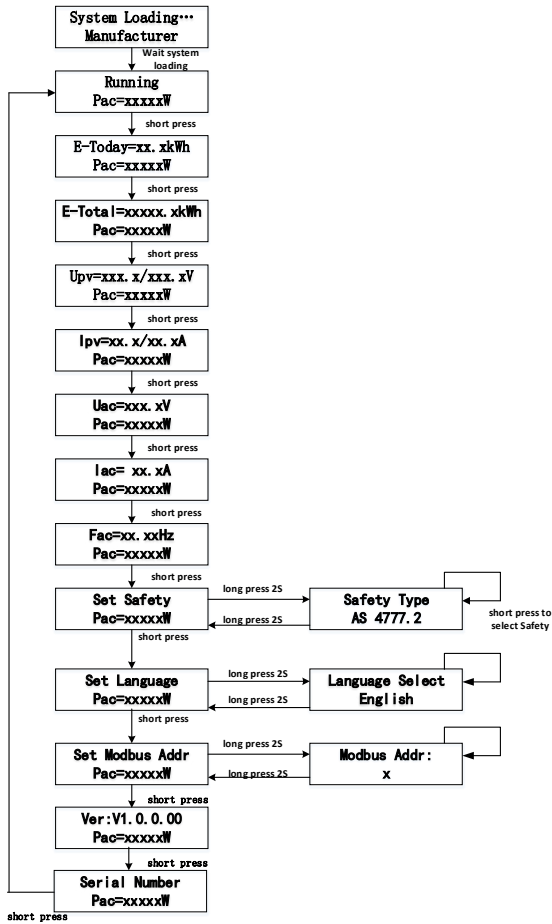 System Loading···
Manufacturer
Wait system
loading
Running
Pac=xxxxxW
short press
E-Today=xx.xkWh
Pac=xxxxxW
short press
E-Total=xxxxx.xkWh
Pac=xxxxxW
short press
Upv=xxx.x/xxx.xV
Pac=xxxxxW
short press
Ipv=xx.x/xx.xA
Pac=xxxxxW
short press
Uac=xxx.xV
Pac=xxxxxW
short press
Iac= xx.xA
Pac=xxxxxW
short press
Fac=xx.xxHz
Pac=xxxxxW
short press
Set Safety
Pac=xxxxxW
long press 2S
long press 2S
Safety Type
AS 4777.2
short press to
select Safety
short press
Set Language
Pac=xxxxxW
long press 2S
long press 2S
Language Select
English
short press
Set Modbus Addr
Pac=xxxxxW
long press 2S
long press 2S
Modbus Addr:
x
short press
Ver:V1.0.0.00
Pac=xxxxxW
short press
Serial Number
Pac=xxxxxW
short press